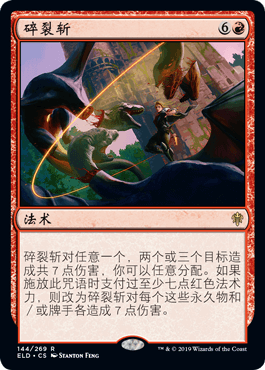 碎裂斩 6
法术
碎裂斩对任意一个，两个或三个目标造
成共7点伤害，你可以任意分配。如果
施放此咒语时支付过至少七点红色法术
力，则改为碎裂斩对每个这些永久物和
／或牌手各造成7点伤害。
144/269 R
ELD • CS STANTON FENG
™ & © 2019 Wizards of the Coast